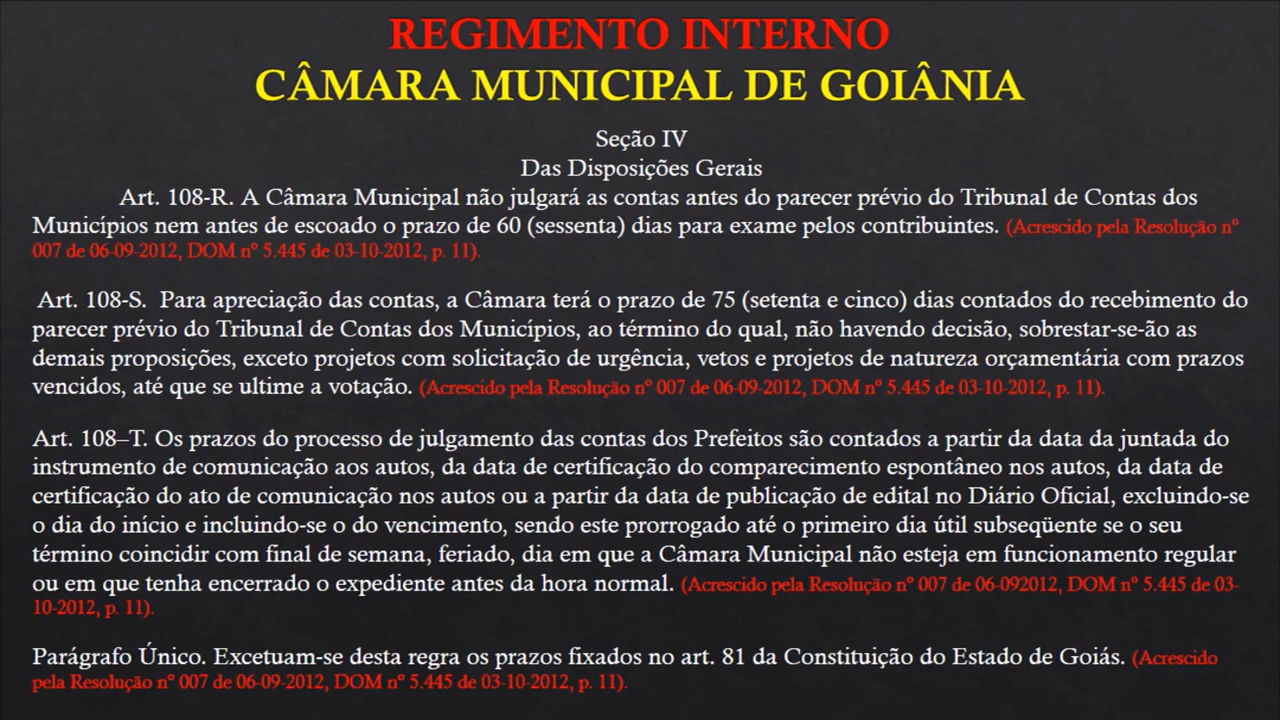 REGIMENTO INTERNO
CÂMARA MUNICIPAL DE GOIÂNIA
Seção IV
Das Disposições Gerais
Art. 108-R. A Câmara Municipal não julgará as contas antes do parecer prévio do Tribunal de Contas dos
Municípios nem antes de escoado o prazo de 60 (sessenta) dias para exame pelos contribuintes. (Acrescido pela Resolução nº
007 de 06-09-2012, DOM nº 5.445 de 03-10-2012, p. 11).
Art. 108-S. Para apreciação das contas, a Câmara terá o prazo de 75 (setenta e cinco) dias contados do recebimento do
parecer prévio do Tribunal de Contas dos Municípios, ao término do qual, não havendo decisão, sobrestar-se-ão as
demais proposições, exceto projetos com solicitação de urgência, vetos e projetos de natureza orçamentária com prazos
vencidos, até que se ultime a votação. (Acrescido pela Resolução nº 007 de 06-09-2012, DOM nº 5.445 de 03-10-2012, p. 11).
Art. 108–T. Os prazos do processo de julgamento das contas dos Prefeitos são contados a partir da data da juntada do
instrumento de comunicação aos autos, da data de certificação do comparecimento espontâneo nos autos, da data de
certificação do ato de comunicação nos autos ou a partir da data de publicação de edital no Diário Oficial, excluindo-se
o dia do início e incluindo-se o do vencimento, sendo este prorrogado até o primeiro dia útil subseqüente se o seu
término coincidir com final de semana, feriado, dia em que a Câmara Municipal não esteja em funcionamento regular
ou em que tenha encerrado o expediente antes da hora normal. (Acrescido pela Resolução nº 007 de 06-092012, DOM nº 5.445 de 03-
10-2012, p. 11).
Parágrafo Único. Excetuam-se desta regra os prazos fixados no art. 81 da Constituição do Estado de Goiás. (Acrescido
pela Resolução nº 007 de 06-09-2012, DOM nº 5.445 de 03-10-2012, p. 11).